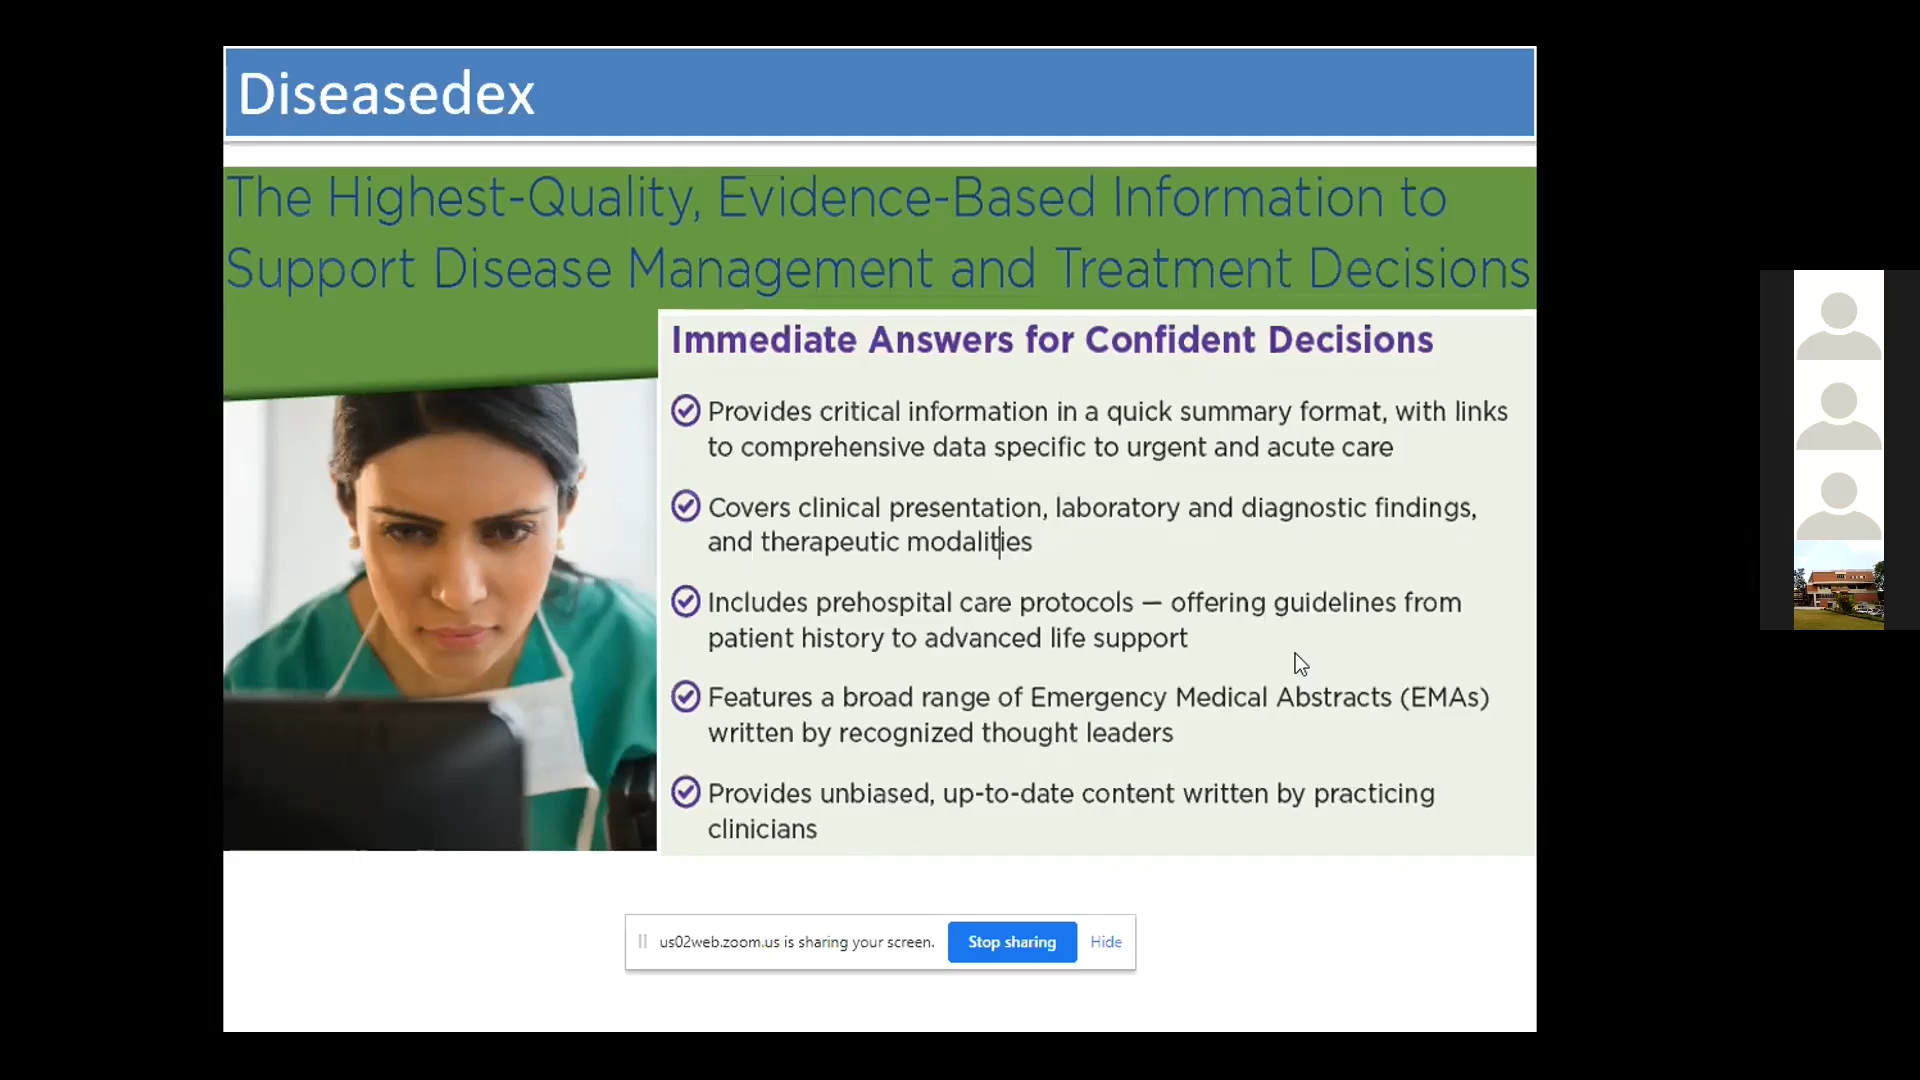 Diseasedex
The Highest-Quality, Evidence-Based Information to
Support Disease Management and Treatment Decisions
Immediate Answers for Confident Decisions
Provides critical information in a quick summary format, with links
to comprehensive data specific to urgent and acute care
Covers clinical presentation, laboratory and diagnostic findings,
and therapeutic modalities
Includes prehospital care protocols — offering guidelines from
patient history to advanced life support
Features a broad range of Emergency Medical Abstracts (EMAs)
written by recognized thought leaders
Provides unbiased, up-to-date content written by practicing
clinicians
us02web.zoom.us is sharing your screen. Stop sharing Hide